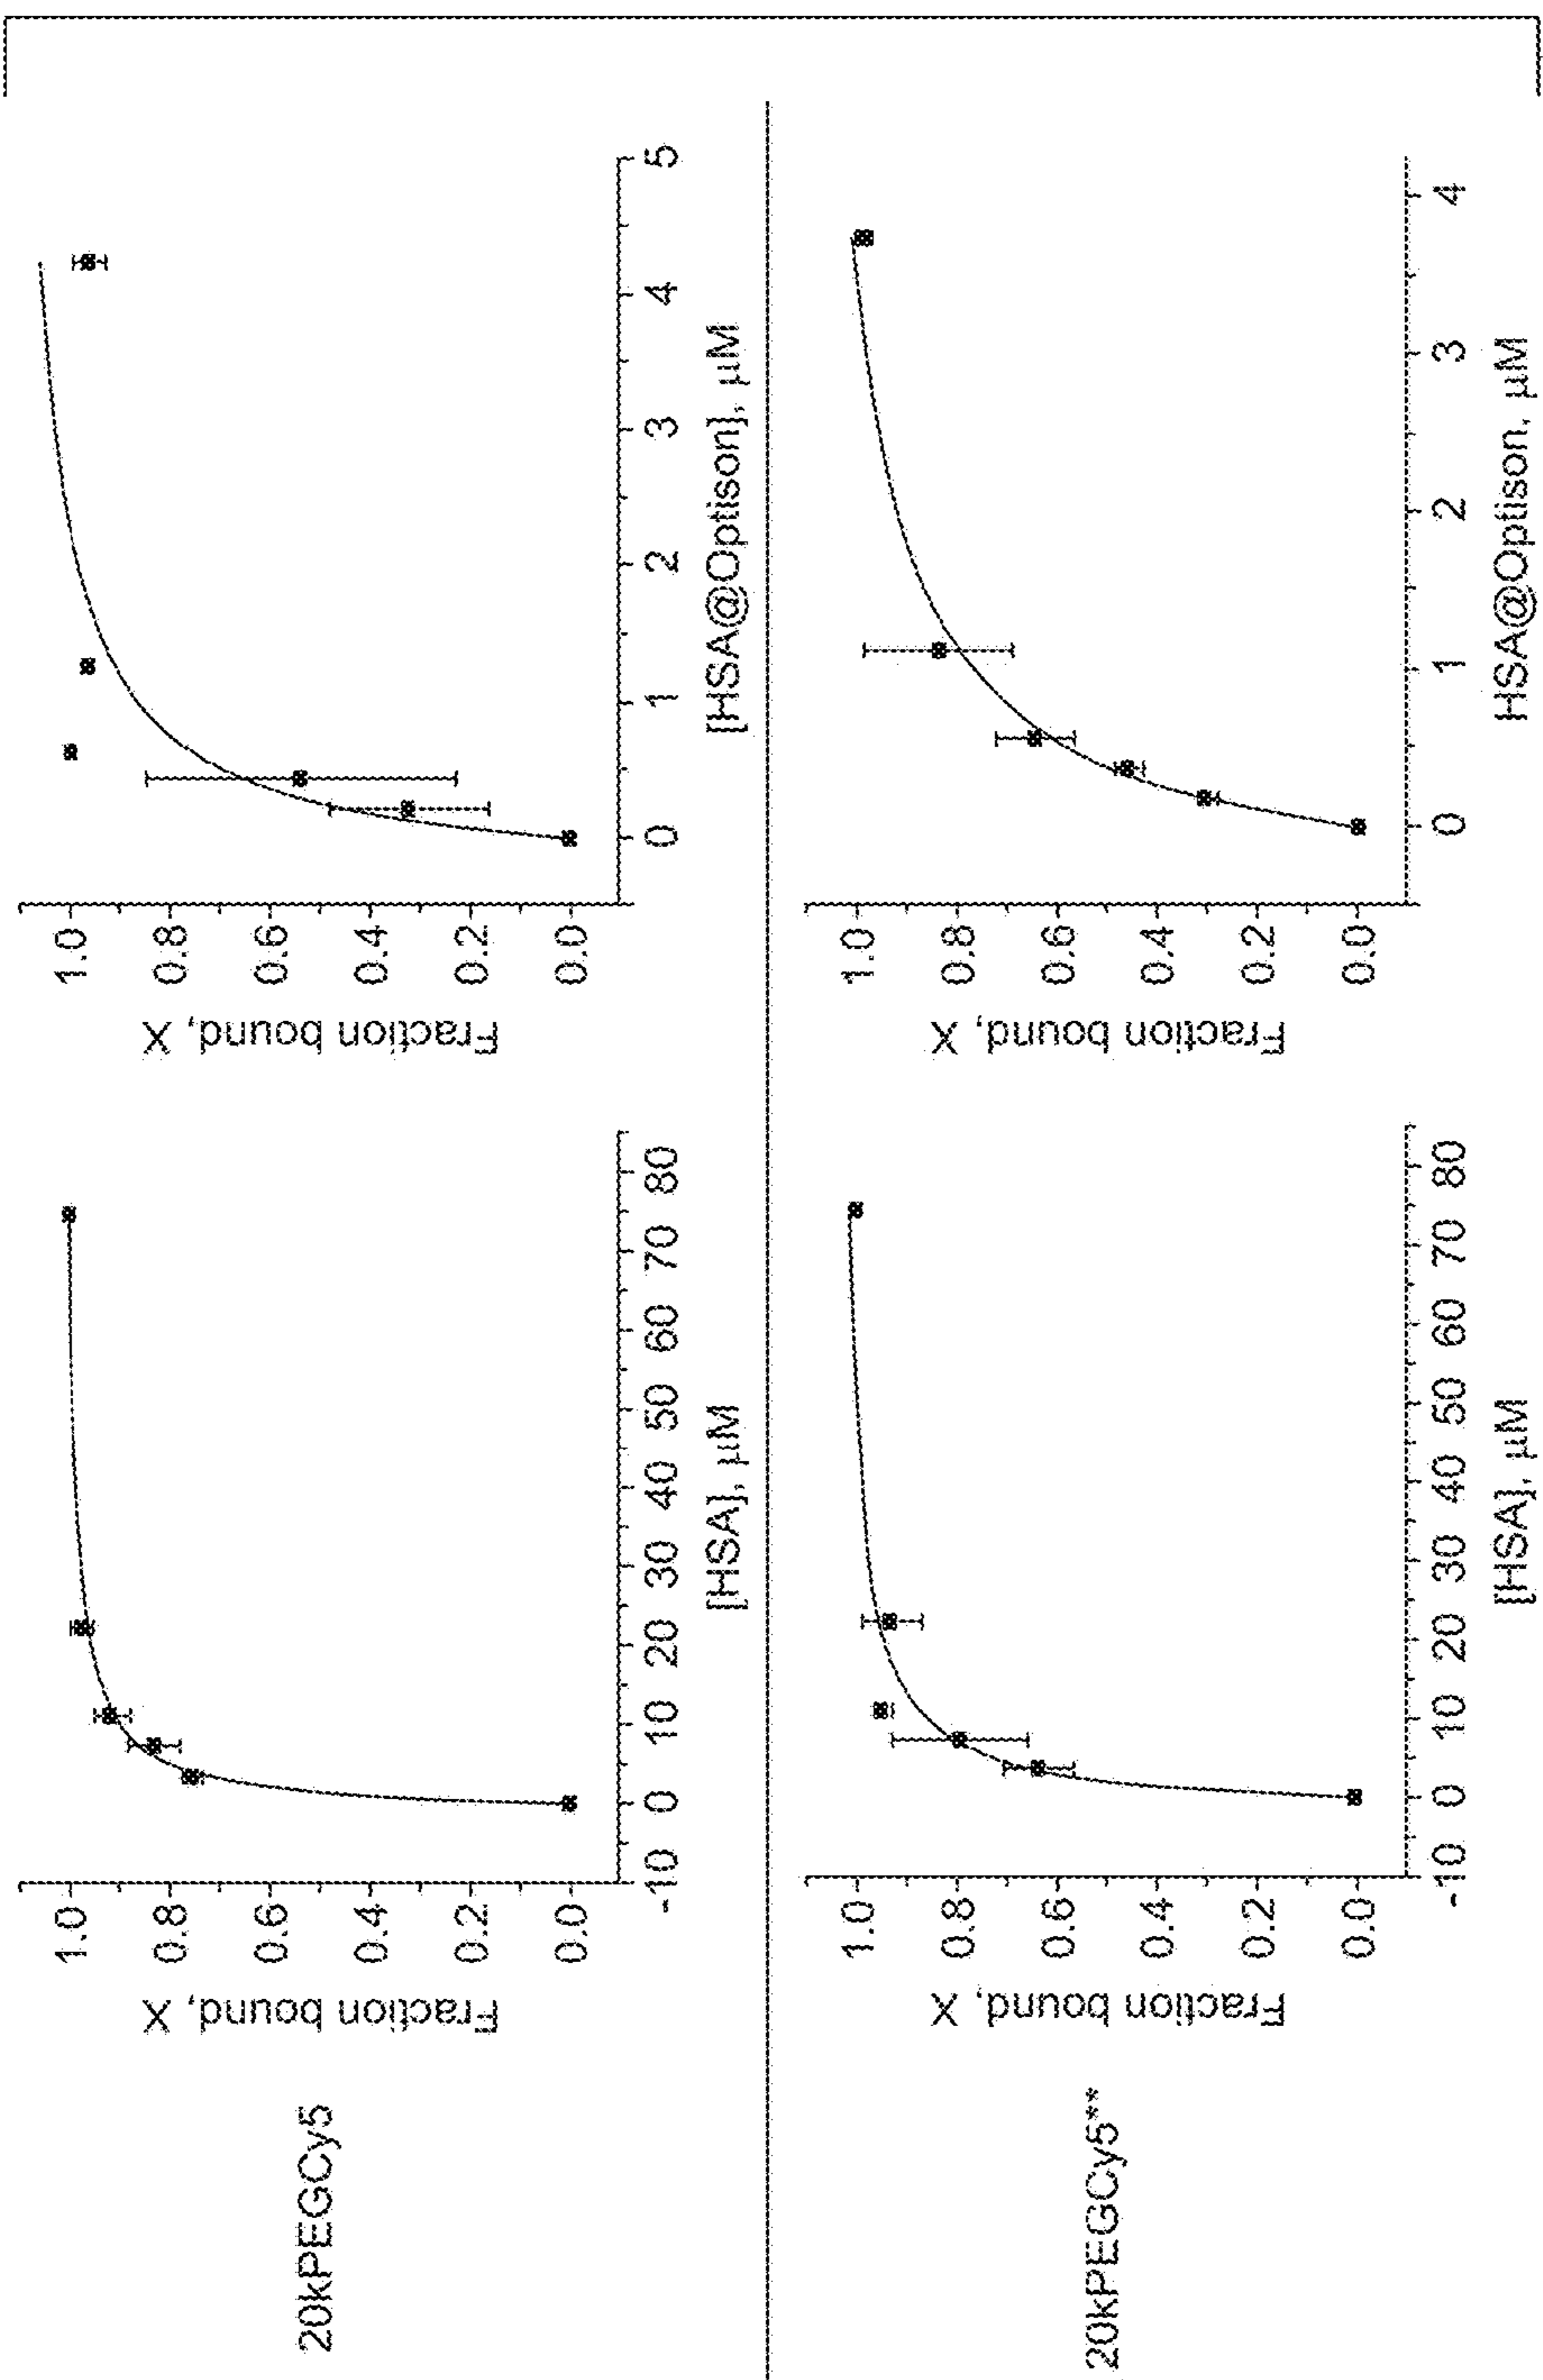 20kPEGCy5
Fraction bound, X
1.0
0.8
0.6
0.4
0.2
0.0
-10 0 10 20 30 40 50 60 70 80
[HSA], µM
Fraction bound, X
1.0
0.8
0.6
0.4
0.2
0.0
0 1 2 3 4 5
[HSA@Optison], µM
20kPEGCy5**
Fraction bound, X
1.0
0.8
0.6
0.4
0.2
0.0
-10 0 10 20 30 40 50 60 70 80
[HSA], µM
Fraction bound, X
1.0
0.8
0.6
0.4
0.2
0.0
0 1 2 3 4
HSA@Optison, µM